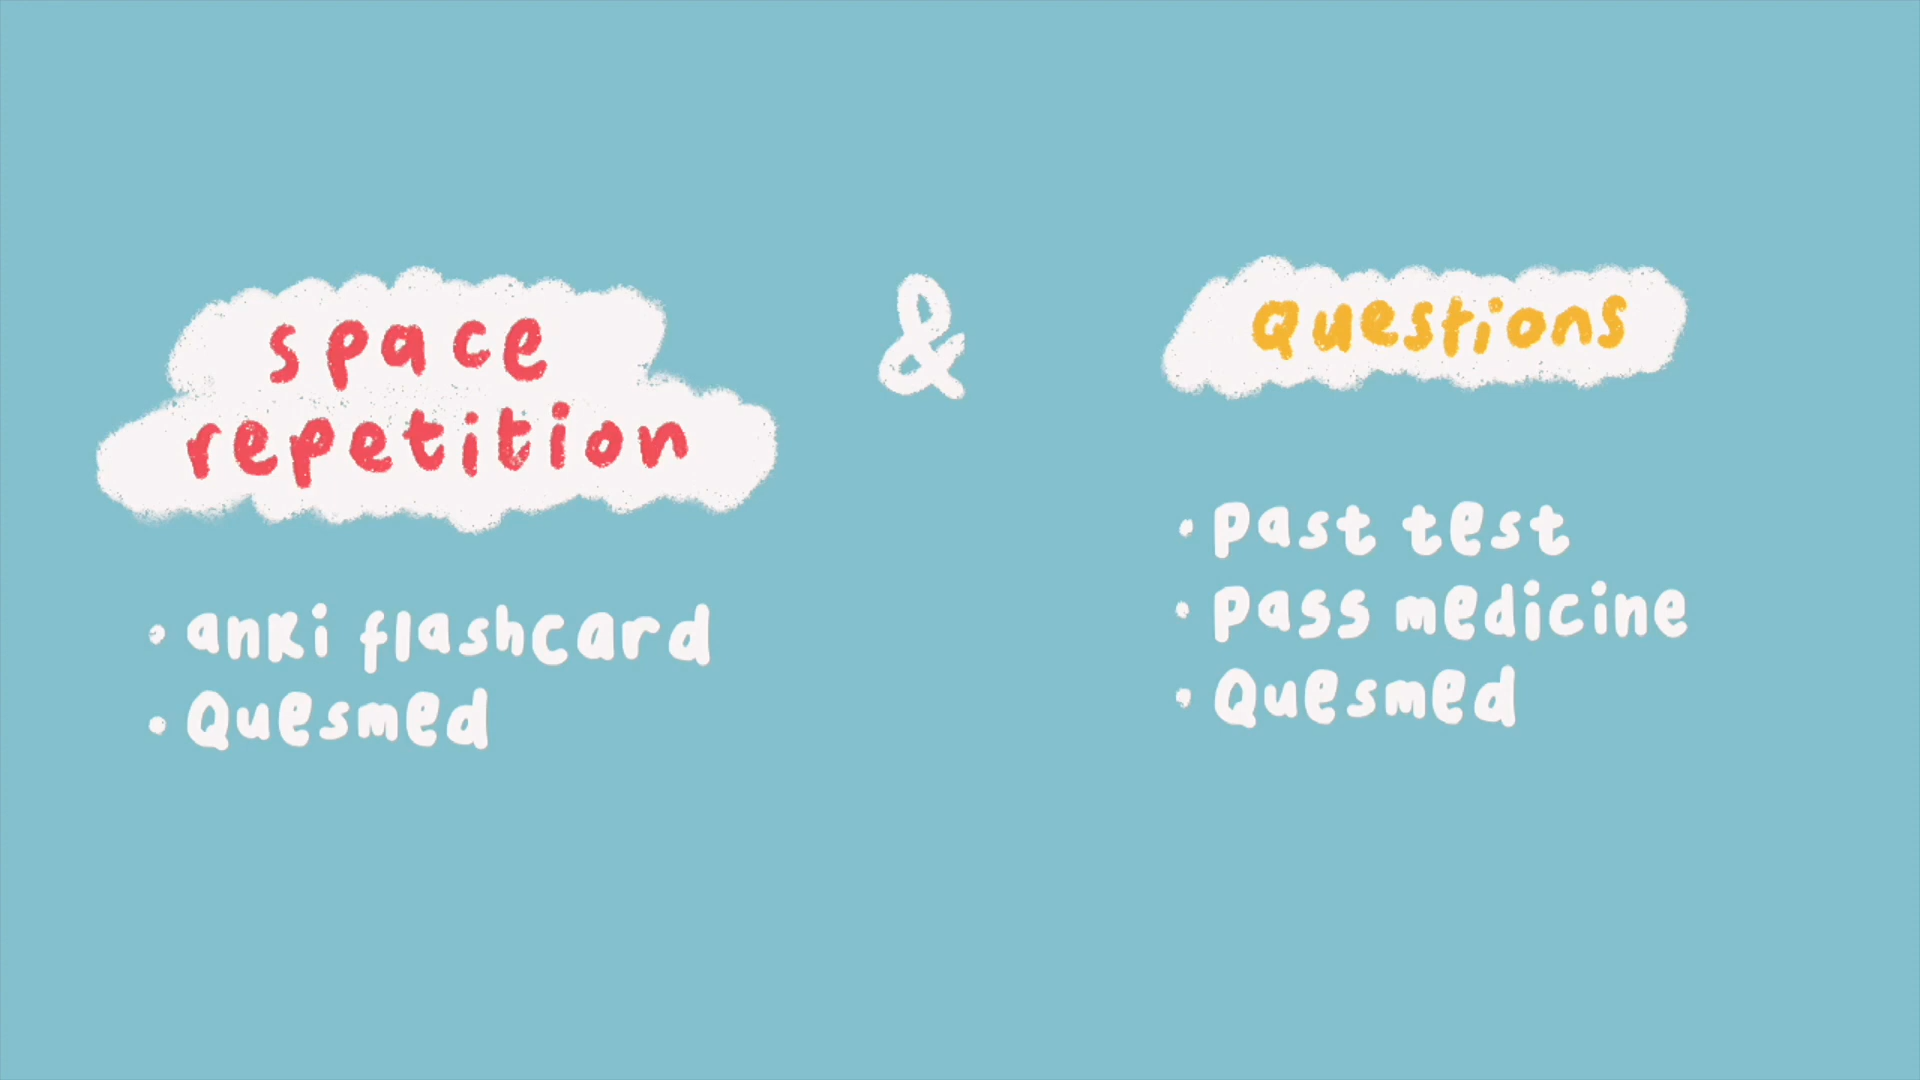 space
repetition
• anki flashcard
• Quesmed
&
questions
• Past test
• Pass medicine
• Quesmed